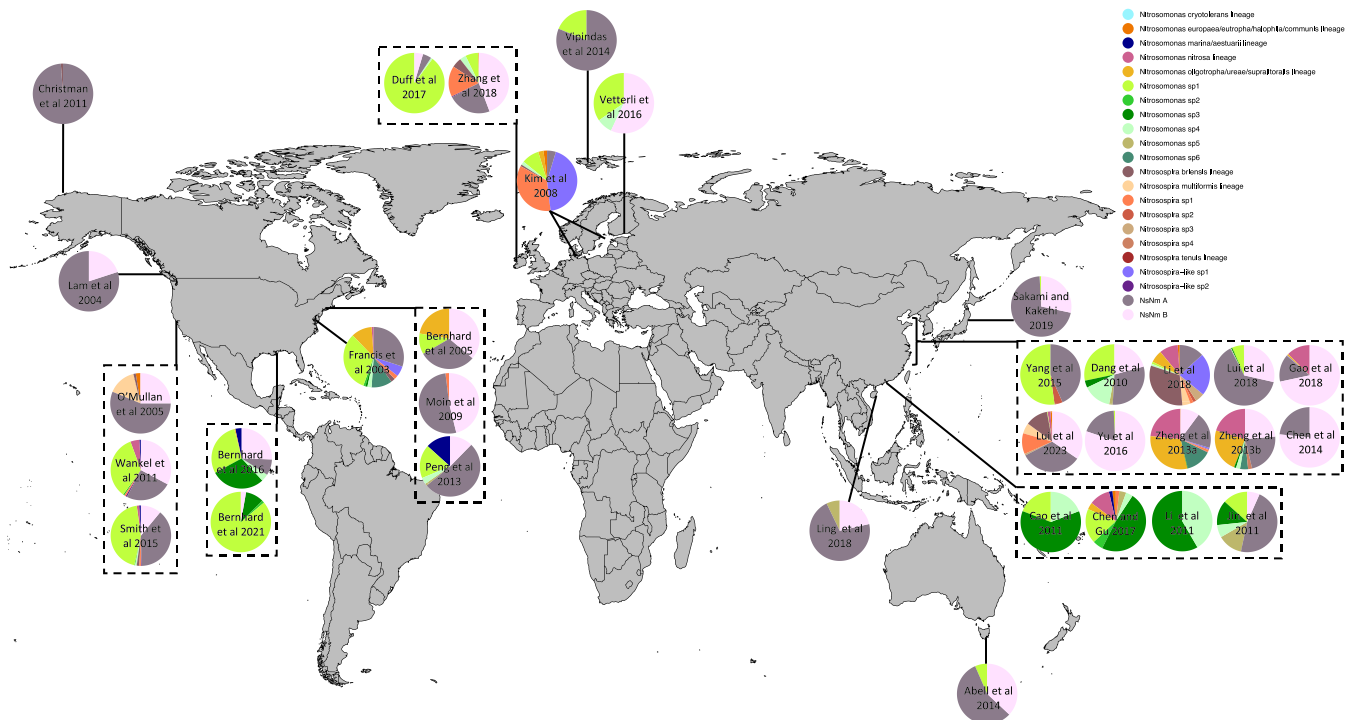 Vipindas
et al 2014
Christman
et al 2011
Duff et al
2017
Zhang et
al 2018
Vetterli et
al 2016
Kim et al
2008
Lam et al
2004
Sakami and
Kakehi
2019
Bernhard
et al 2005
Francis et
al 2003
Moin et al
2009
Peng et al
2013
O'Mullan
et al 2005
Wankel et
al 2011
Smith et
al 2015
Bernhard
et al 2016
Bernhard
et al 2021
Yang et al
2015
Dang et al
2010
Li et al
2018
Lui et al
2018
Gao et al
2018
Lui et al
2023
Yu et al
2016
Zheng et al
2013a
Zheng et al
2013b
Chen et al
2014
Cao et al
2011
Chen and
Gu 2017
Li et al
2011
et al
2011
Ling et al
2018
Abell et al
2014
Nitrosomonas cryotolerans lineage
Nitrosomonas europaea/eutropha/halophila/communis lineage
Nitrosomonas marina/aestuarii lineage
Nitrosomonas nitrosa lineage
Nitrosomonas oligotropha/ureae/supralitoralis lineage
Nitrosomonas sp1
Nitrosomonas sp2
Nitrosomonas sp3
Nitrosomonas sp4
Nitrosomonas sp5
Nitrosomonas sp6
Nitrosospira briensis lineage
Nitrosospira multiformis lineage
Nitrosospira sp1
Nitrosospira sp2
Nitrosospira sp3
Nitrosospira sp4
Nitrosospira tenuis lineage
Nitrosospira-like sp1
Nitrosospira-like sp2
NsNm A
NsNm B